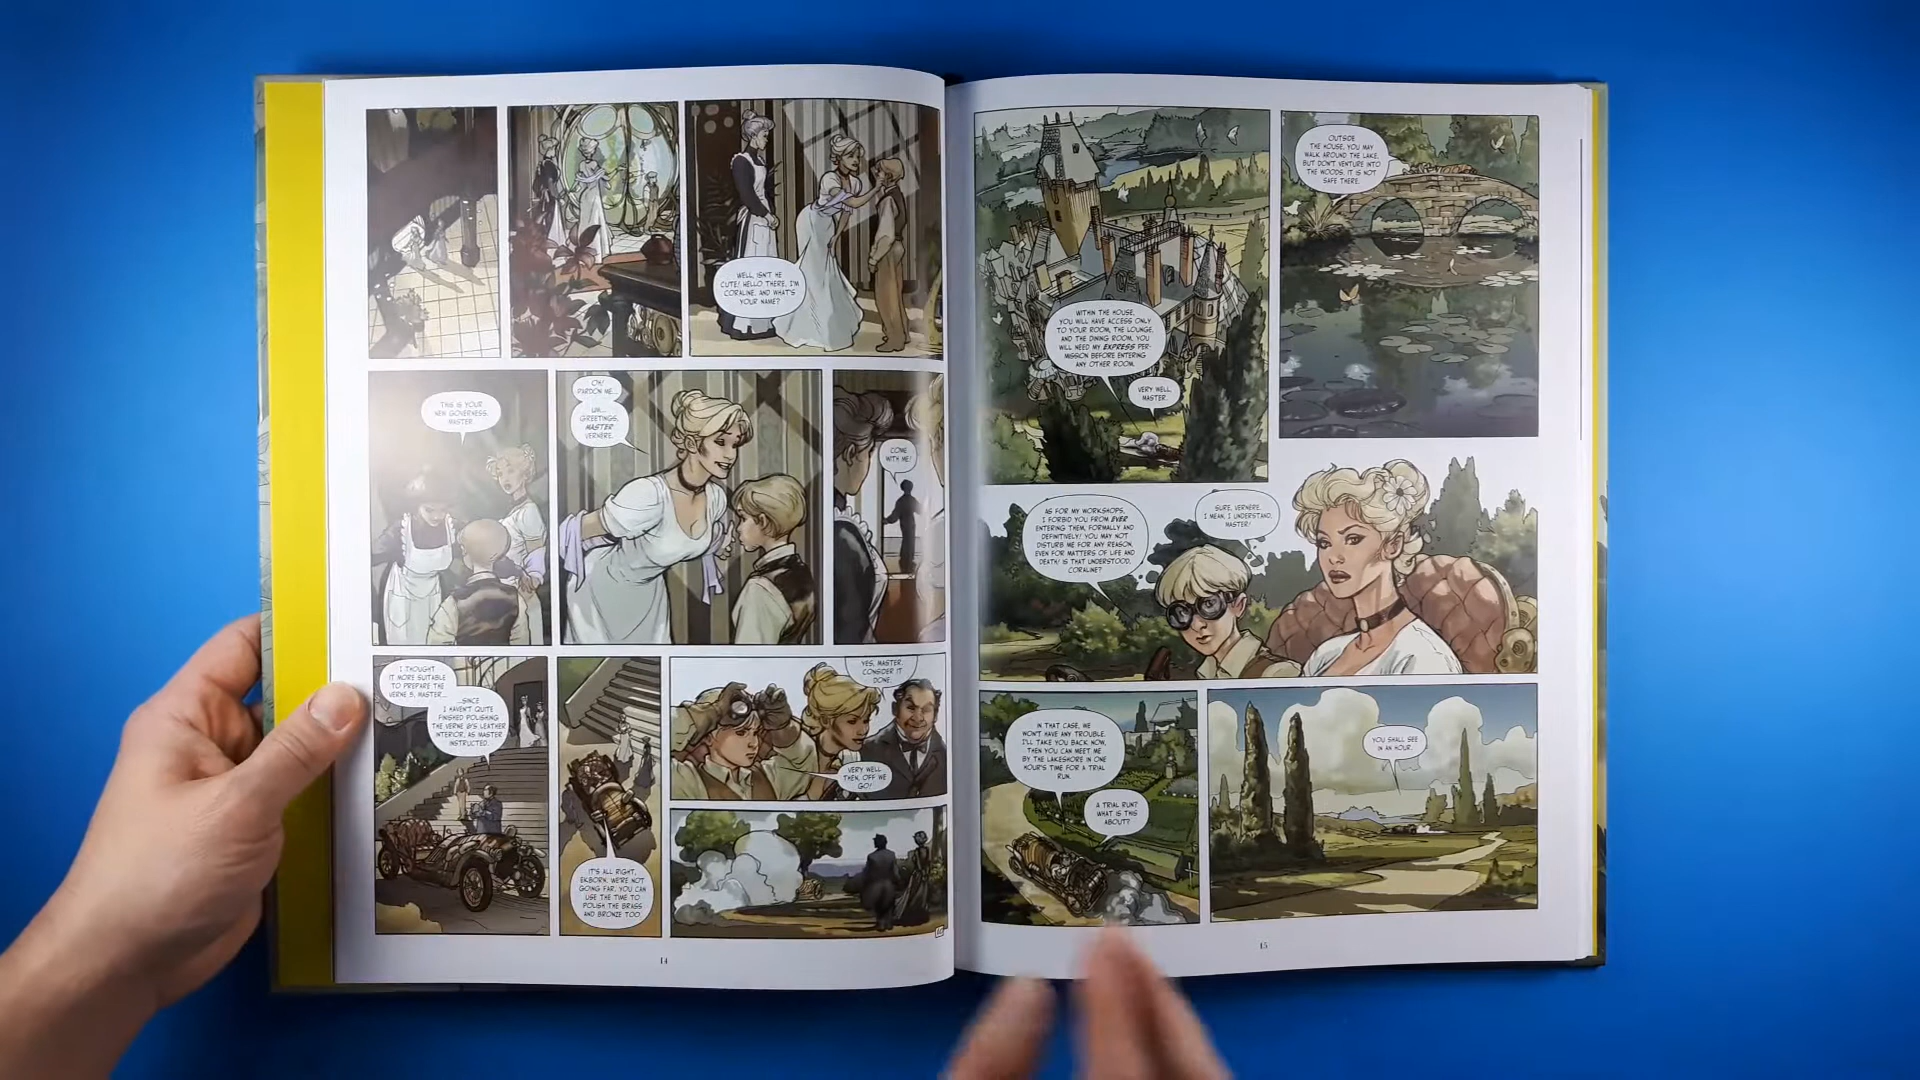 WELL, ISN'T HE
CUTE! HELLO THERE, I'M
CORALINE, AND WHAT'S
YOUR NAME?
THIS IS YOUR
NEW GOVERNESS,
MASTER.
OH!
PARDON ME...
UM...
GREETINGS,
MASTER
VERNERE.
COME
WITH ME!
I THOUGHT
IT MORE SUITABLE
TO PREPARE THE
VERNE 5, MASTER...
...SINCE
I HAVEN'T QUITE
FINISHED POLISHING
THE VERNE 6'S LEATHER
INTERIOR, AS MASTER
INSTRUCTED.
IT'S ALL RIGHT,
EKBORN. WE'RE NOT
GOING FAR. YOU CAN
USE THE TIME TO
POLISH THE BRASS
AND BRONZE TOO.
YES, MASTER.
CONSIDER IT
DONE.
VERY WELL
THEN, OFF WE
GO!
14
WITHIN THE HOUSE,
YOU WILL HAVE ACCESS ONLY
TO YOUR ROOM, THE LOUNGE,
AND THE DINING ROOM. YOU
WILL NEED MY EXPRESS PER-
MISSION BEFORE ENTERING
ANY OTHER ROOM.
VERY WELL,
MASTER.
OUTSIDE
THE HOUSE, YOU MAY
WALK AROUND THE LAKE,
BUT DON'T VENTURE INTO
THE WOODS. IT IS NOT
SAFE THERE.
AS FOR MY WORKSHOPS,
I FORBID YOU FROM EVER
ENTERING THEM, FORMALLY AND
DEFINITIVELY! YOU MAY NOT
DISTURB ME FOR ANY REASON,
EVEN FOR MATTERS OF LIFE AND
DEATH! IS THAT UNDERSTOOD,
CORALINE?
SURE, VERNERE.
I MEAN, I UNDERSTAND,
MASTER!
IN THAT CASE, WE
WON'T HAVE ANY TROUBLE.
I'LL TAKE YOU BACK NOW,
THEN YOU CAN MEET ME
BY THE LAKESHORE IN ONE
HOUR'S TIME FOR A TRIAL
RUN.
A TRIAL RUN?
WHAT IS THIS
ABOUT?
YOU SHALL SEE
IN AN HOUR.
15